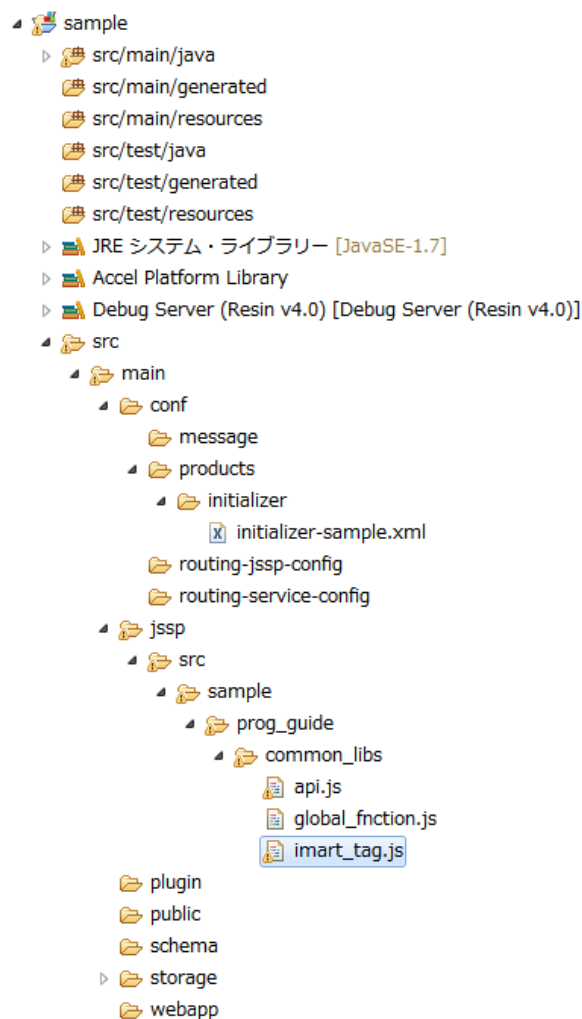 sample
src/main/java
src/main/generated
src/main/resources
src/test/java
src/test/generated
src/test/resources
JRE システム・ライブラリー [JavaSE-1.7]
Accel Platform Library
Debug Server (Resin v4.0) [Debug Server (Resin v4.0)]
src
main
conf
message
products
initializer
initializer-sample.xml
routing-jssp-config
routing-service-config
jssp
src
sample
prog_guide
common_libs
api.js
global_fnction.js
imart_tag.js
plugin
public
schema
storage
webapp